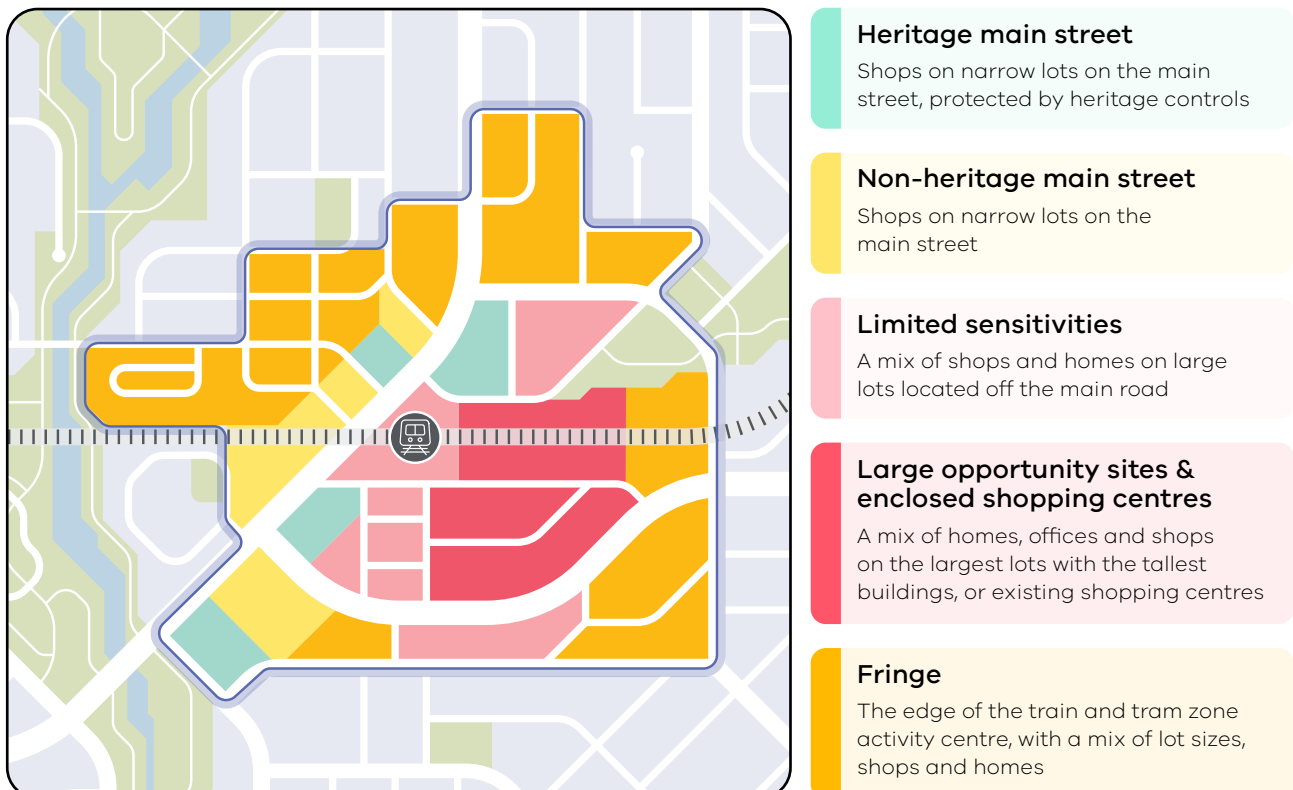 Heritage main street
Shops on narrow lots on the main
street, protected by heritage controls
Non-heritage main street
Shops on narrow lots on the
main street
Limited sensitivities
A mix of shops and homes on large
lots located off the main road
Large opportunity sites &
enclosed shopping centres
A mix of homes, offices and shops
on the largest lots with the tallest
buildings, or existing shopping centres
Fringe
The edge of the train and tram zone
activity centre, with a mix of lot sizes,
shops and homes